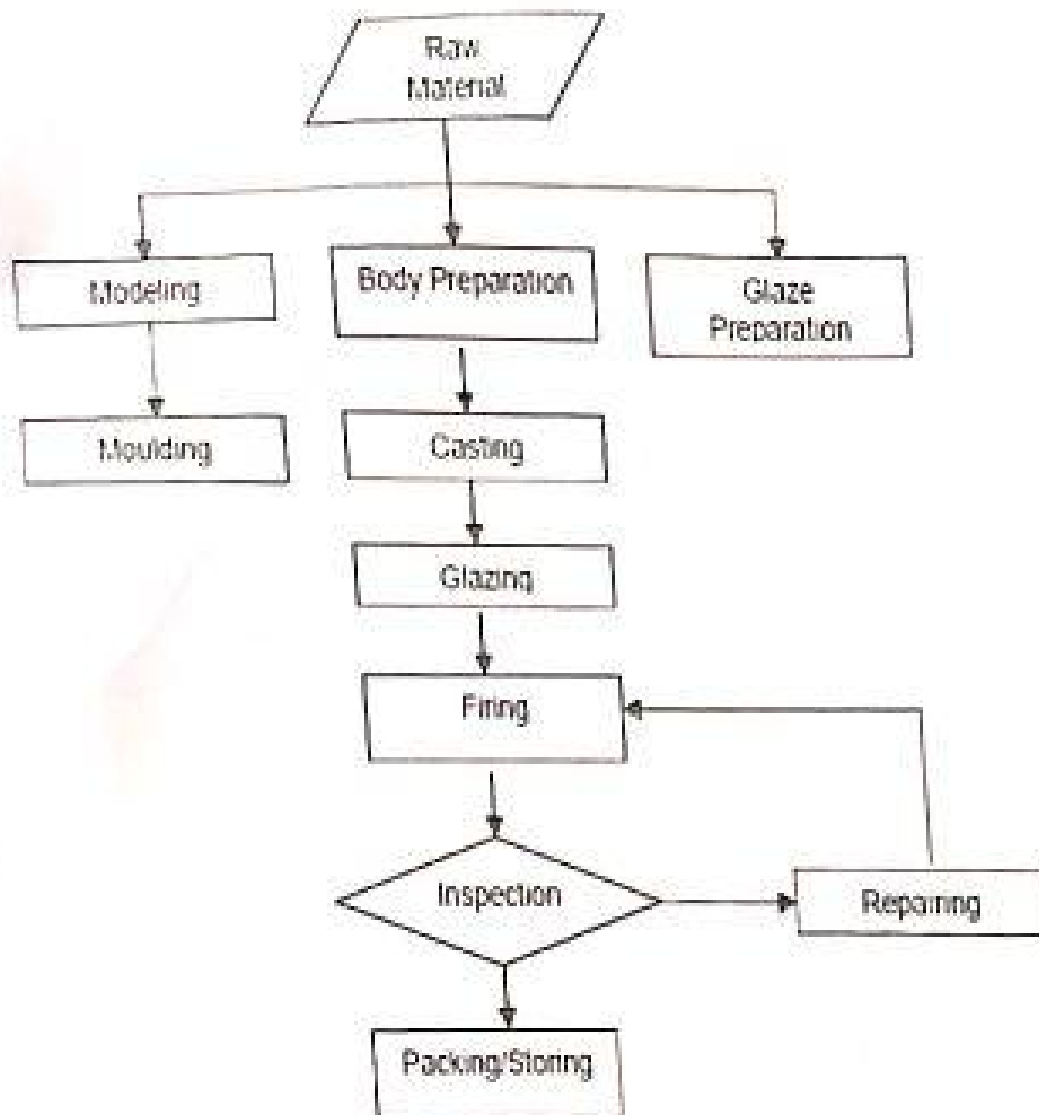 Raw
Material
Modeling
Body Preparation
Glaze
Preparation
Moulding
Casting
Glazing
Firing
Inspection
Repairing
Packing/Storing